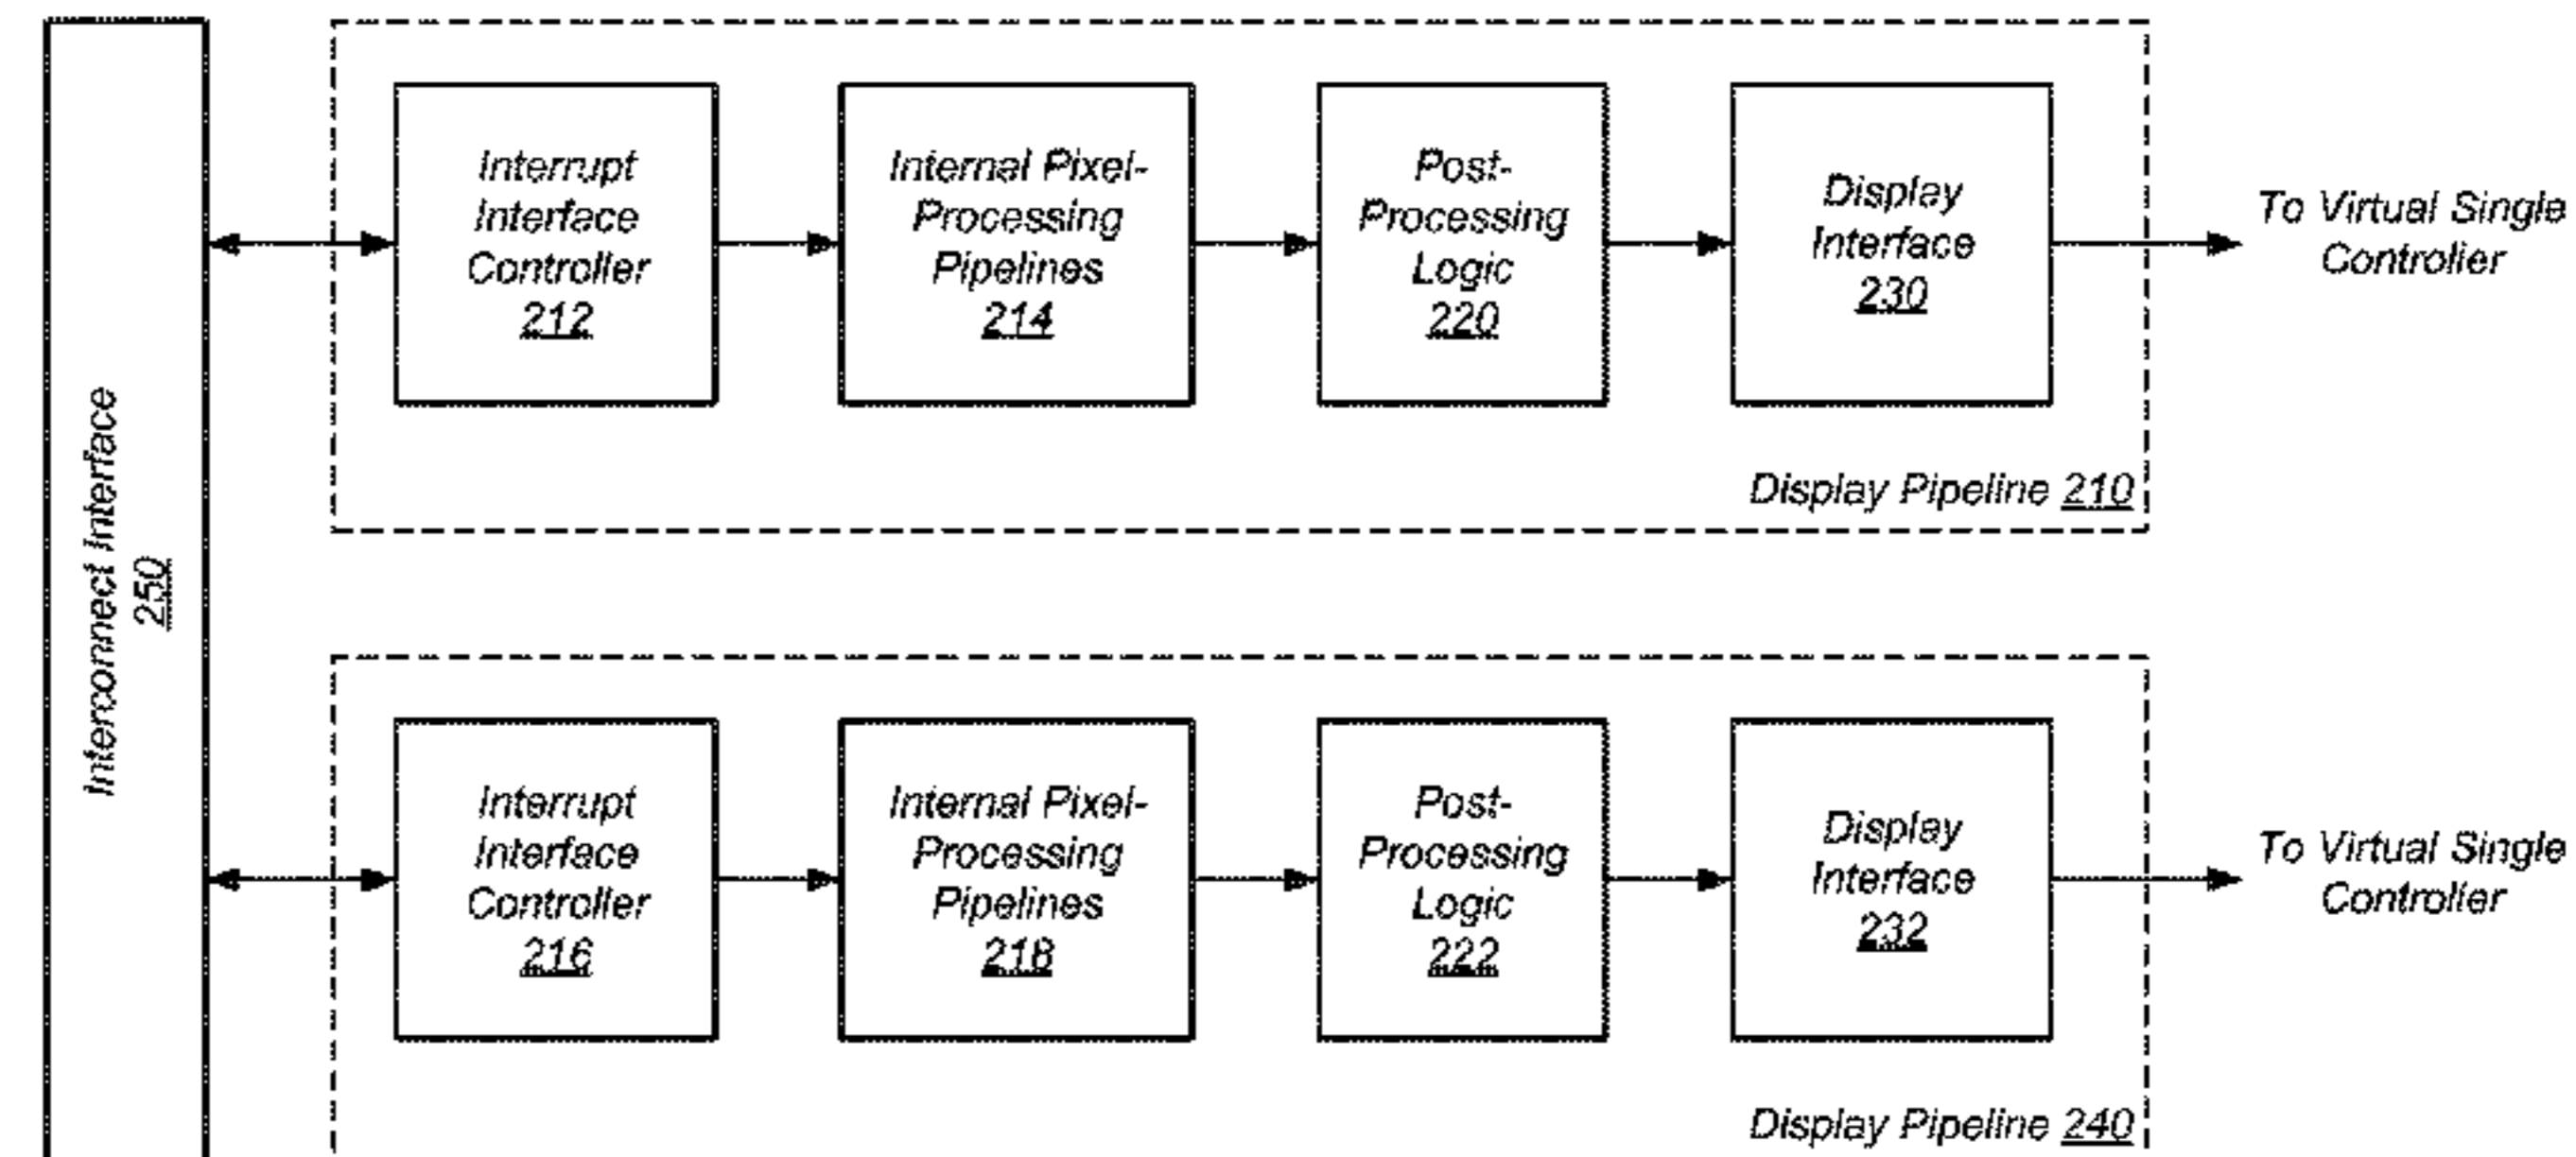 Interconnect Interface
250
Interrupt
Interface
Controller
212
Internal Pixel-
Processing
Pipelines
214
Post-
Processing
Logic
220
Display
Interface
230
To Virtual Single
Controller
Display Pipeline 210
Interrupt
Interface
Controller
216
Internal Pixel-
Processing
Pipelines
218
Post-
Processing
Logic
222
Display
Interface
232
To Virtual Single
Controller
Display Pipeline 240